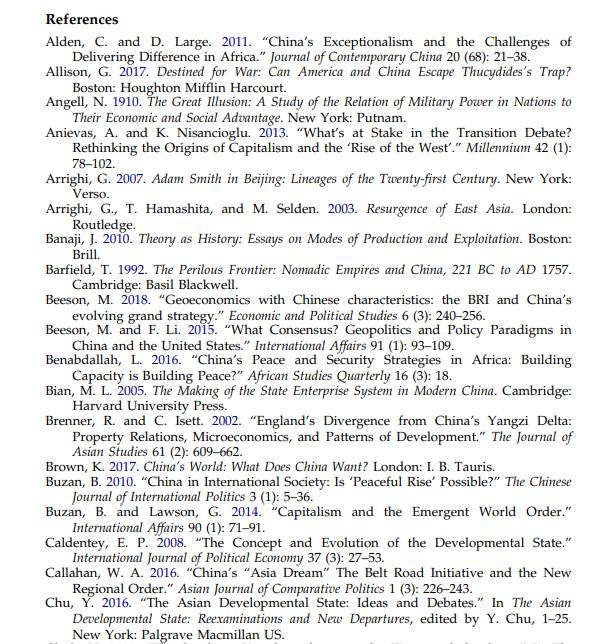 References
Alden, C. and D. Large. 2011. “China’s Exceptionalism and the Challenges of
Delivering Difference in Africa.” Journal of Contemporary China 20 (68): 21–38.
Allison, G. 2017. Destined for War: Can America and China Escape Thucydides’s Trap?
Boston: Houghton Mifflin Harcourt.
Angell, N. 1910. The Great Illusion: A Study of the Relation of Military Power in Nations to
Their Economic and Social Advantage. New York: Putnam.
Anievas, A. and K. Nisancioglu. 2013. “What’s at Stake in the Transition Debate?
Rethinking the Origins of Capitalism and the ‘Rise of the West’.” Millennium 42 (1):
78–102.
Arrighi, G. 2007. Adam Smith in Beijing: Lineages of the Twenty-first Century. New York:
Verso.
Arrighi, G., T. Hamashita, and M. Selden. 2003. Resurgence of East Asia. London:
Routledge.
Banaji, J. 2010. Theory as History: Essays on Modes of Production and Exploitation. Boston:
Brill.
Barfield, T. 1992. The Perilous Frontier: Nomadic Empires and China, 221 BC to AD 1757.
Cambridge: Basil Blackwell.
Beeson, M. 2018. “Geoeconomics with Chinese characteristics: the BRI and China’s
evolving grand strategy.” Economic and Political Studies 6 (3): 240–256.
Beeson, M. and F. Li. 2015. “What Consensus? Geopolitics and Policy Paradigms in
China and the United States.” International Affairs 91 (1): 93–109.
Benabdallah, L. 2016. “China’s Peace and Security Strategies in Africa: Building
Capacity is Building Peace?” African Studies Quarterly 16 (3): 18.
Bian, M. L. 2005. The Making of the State Enterprise System in Modern China. Cambridge:
Harvard University Press.
Brenner, R. and C. Isett. 2002. “England’s Divergence from China’s Yangzi Delta:
Property Relations, Microeconomics, and Patterns of Development.” The Journal of
Asian Studies 61 (2): 609–662.
Brown, K. 2017. China’s World: What Does China Want? London: I. B. Tauris.
Buzan, B. 2010. “China in International Society: Is ‘Peaceful Rise’ Possible?” The Chinese
Journal of International Politics 3 (1): 5–36.
Buzan, B. and Lawson, G. 2014. “Capitalism and the Emergent World Order.”
International Affairs 90 (1): 71–91.
Caldentey, E. P. 2008. “The Concept and Evolution of the Developmental State.”
International Journal of Political Economy 37 (3): 27–53.
Callahan, W. A. 2016. “China’s “Asia Dream” The Belt Road Initiative and the New
Regional Order.” Asian Journal of Comparative Politics 1 (3): 226–243.
Chu, Y. 2016. “The Asian Developmental State: Ideas and Debates.” In The Asian
Developmental State: Reexaminations and New Departures, edited by Y. Chu, 1–25.
New York: Palgrave Macmillan US.